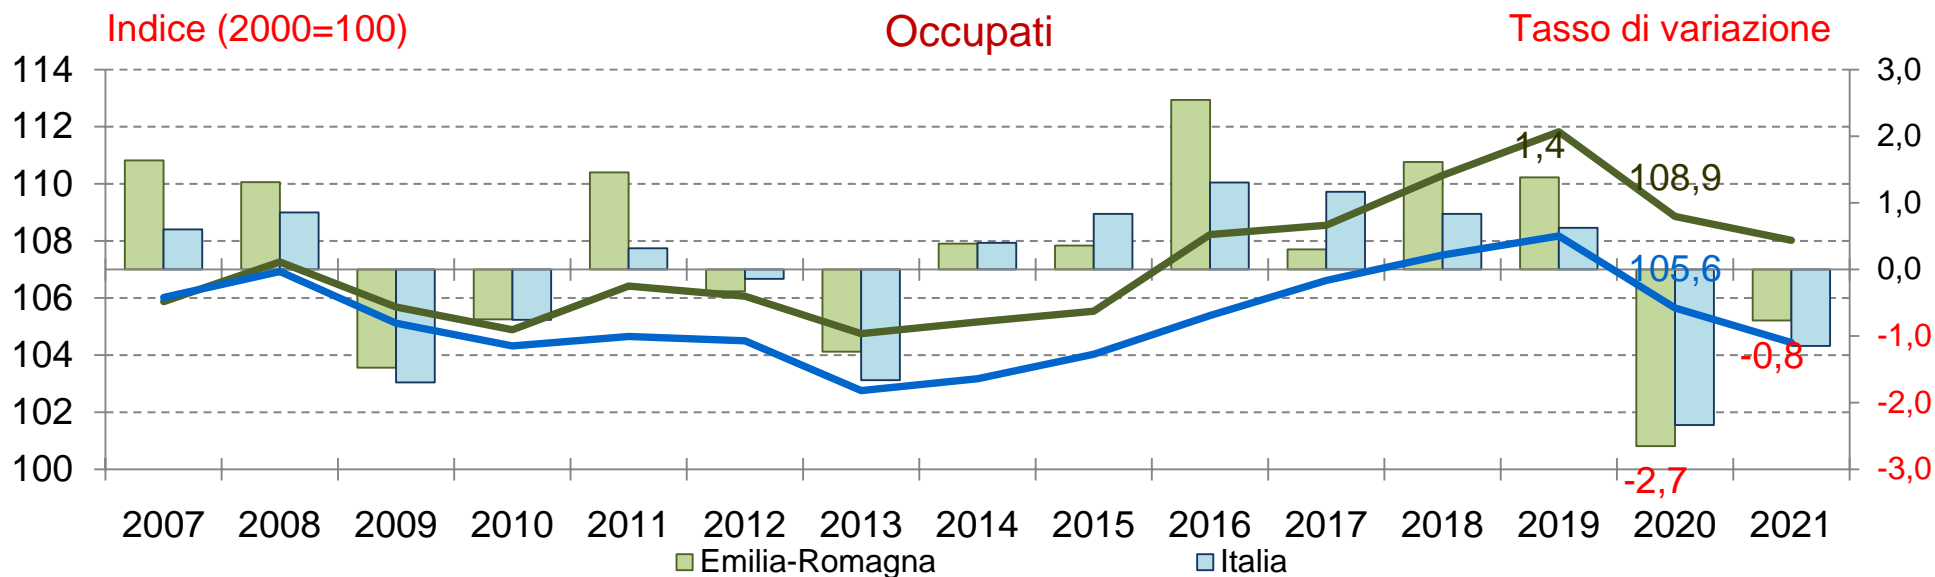 Indice (2000=100) Occupati Tasso di variazione
114 3,0
112 2,0
1,4
110 108,9 1,0
108 105,6 0,0
106
104 -0,8 -1,0
102 -2,0
100 -2,7 -3,0
2007 2008 2009 2010 2011 2012 2013 2014 2015 2016 2017 2018 2019 2020 2021
Emilia-Romagna Italia